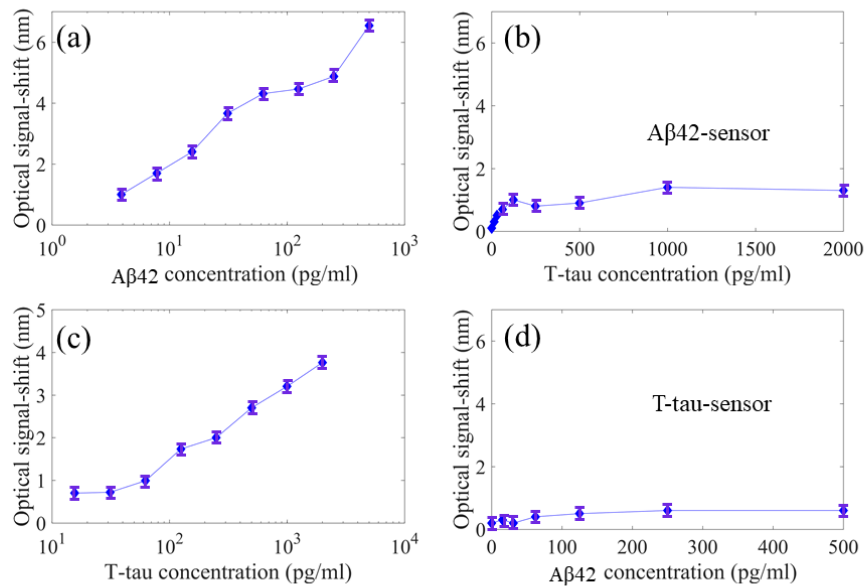 (a)
Optical signal-shift (nm)
6
4
2
0
10^0
10^1
10^2
10^3
Aβ42 concentration (pg/ml)
(b)
Optical signal-shift (nm)
6
4
2
0
Aβ42-sensor
0
500
1000
1500
2000
T-tau concentration (pg/ml)
(c)
Optical signal-shift (nm)
5
4
3
2
1
0
10^1
10^2
10^3
10^4
T-tau concentration (pg/ml)
(d)
Optical signal-shift (nm)
6
4
2
0
T-tau-sensor
0
100
200
300
400
500
Aβ42 concentration (pg/ml)